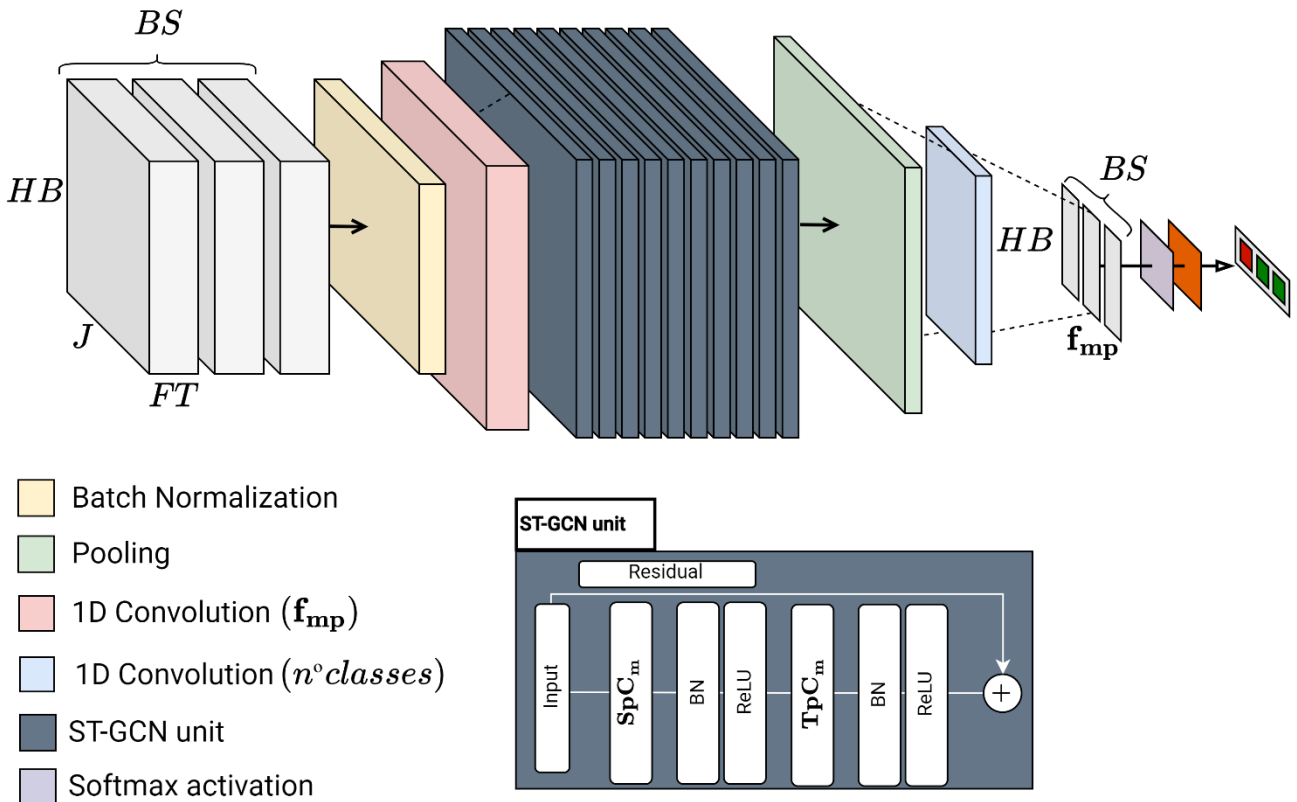 BS
HB
J
FT
BS
HB
f_mp
Batch Normalization
Pooling
1D Convolution (f_mp)
1D Convolution (nº classes)
ST-GCN unit
Softmax activation
ST-GCN unit
Residual
Input
SpC_m
BN
ReLU
TpC_m
BN
ReLU
+